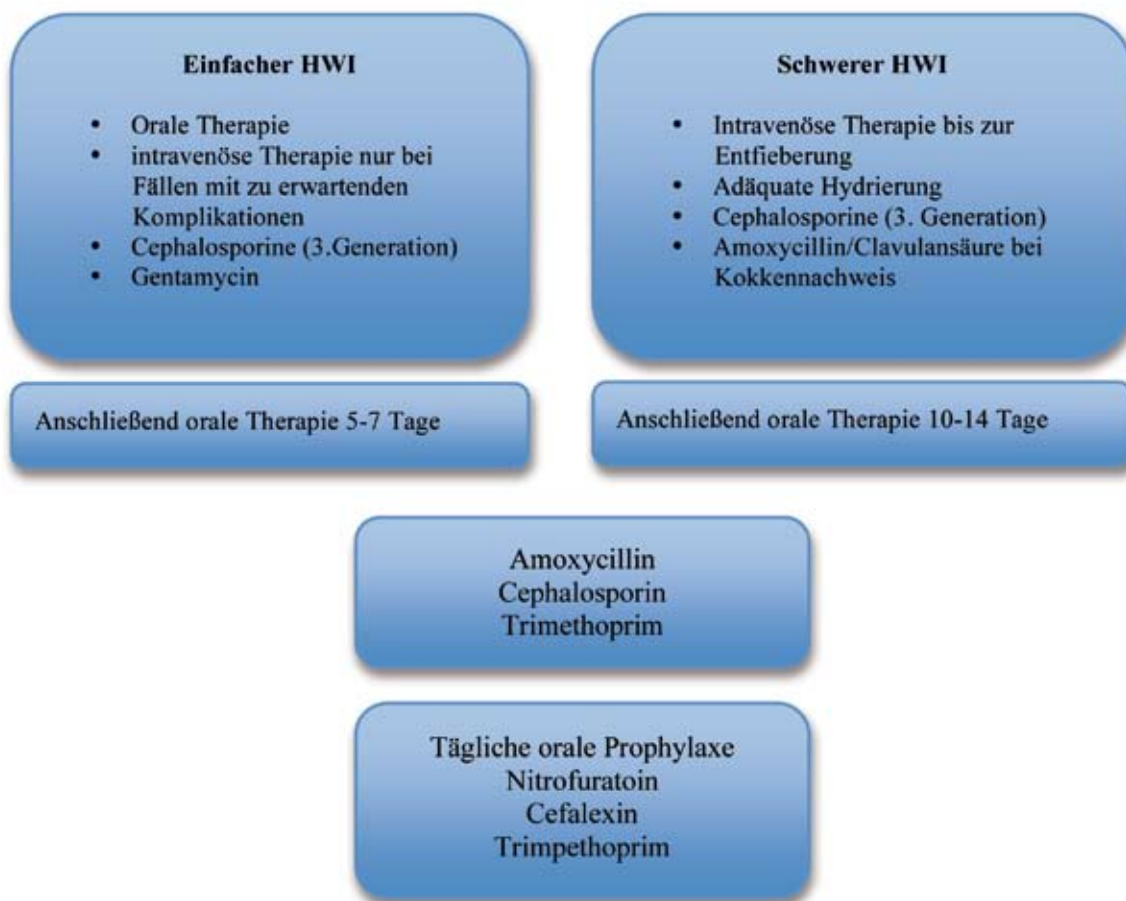 Einfacher HWI
• Orale Therapie
• intravenöse Therapie nur bei
Fällen mit zu erwartenden
Komplikationen
• Cephalosporine (3.Generation)
• Gentamycin
Anschließend orale Therapie 5-7 Tage
Schwerer HWI
• Intravenöse Therapie bis zur
Entfieberung
• Adäquate Hydrierung
• Cephalosporine (3. Generation)
• Amoxycillin/Clavulansäure bei
Kokkennachweis
Anschließend orale Therapie 10-14 Tage
Amoxycillin
Cephalosporin
Trimethoprim
Tägliche orale Prophylaxe
Nitrofuratoin
Cefalexin
Trimpethoprim